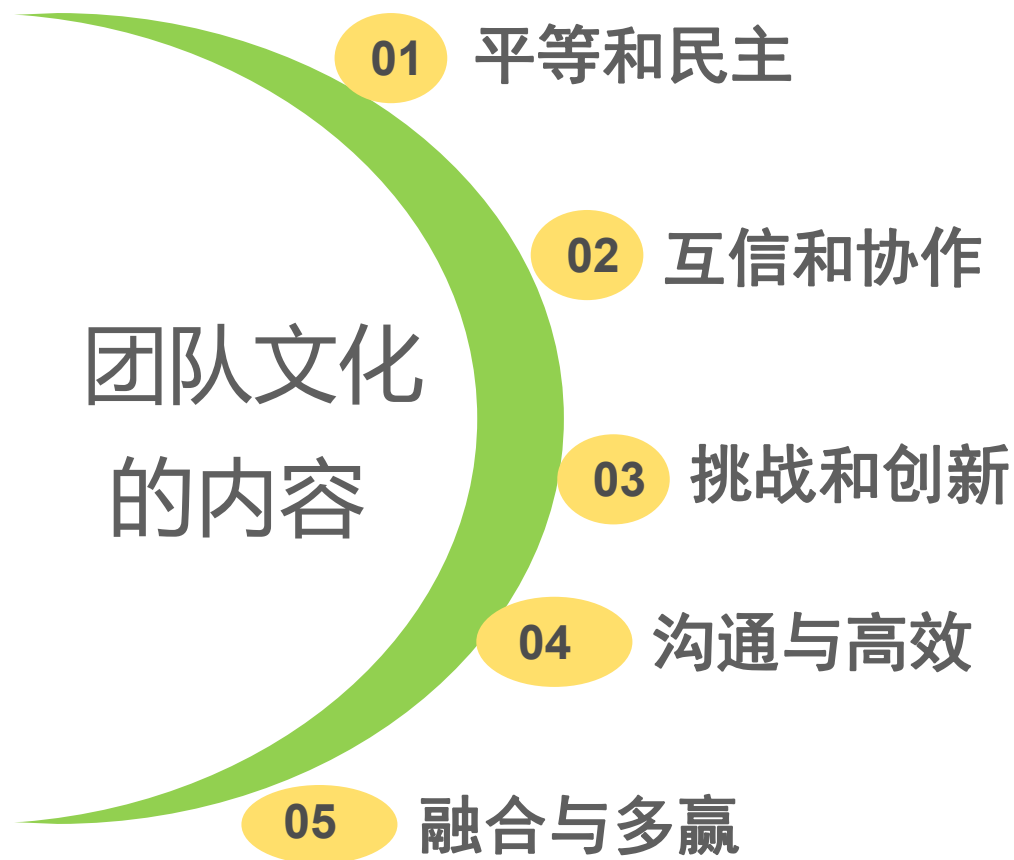 01 平等和民主
02 互信和协作
团队文化
的内容
03 挑战和创新
04 沟通与高效
05 融合与多赢